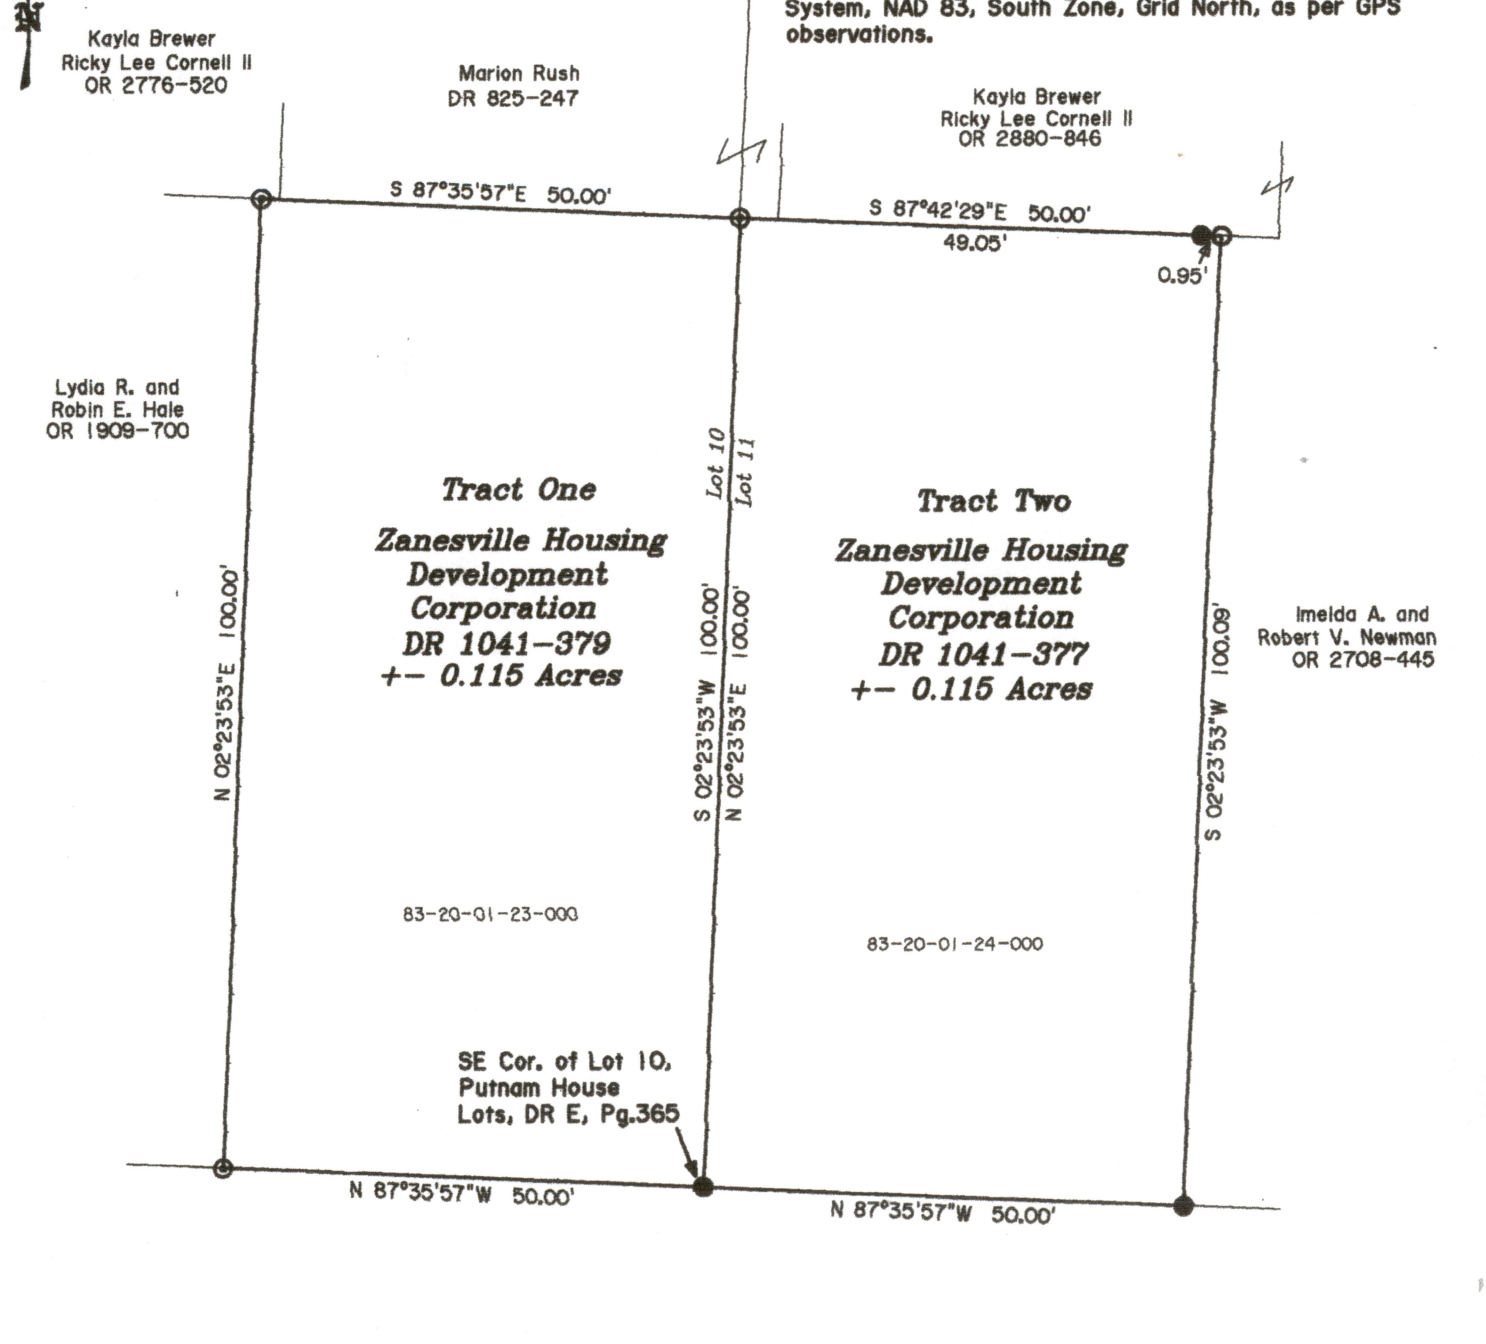 N
System, NAD 83, South Zone, Grid North, as per GPS
observations.
Kayla Brewer
Ricky Lee Cornell II
OR 2776-520
Marion Rush
DR 825-247
Kayla Brewer
Ricky Lee Cornell II
OR 2880-846
S 87°35'57"E 50.00'
S 87°42'29"E 50.00'
49.05'
0.95'
Lydia R. and
Robin E. Hale
OR 1909-700
Lot 10
Lot 11
Tract One
Zanesville Housing
Development
Corporation
DR 1041-379
+- 0.115 Acres
Tract Two
Zanesville Housing
Development
Corporation
DR 1041-377
+- 0.115 Acres
N 02°23'53"E 100.00'
S 02°23'53"W 100.00'
N 02°23'53"E 100.00'
S 02°23'53"W 100.09'
Imelda A. and
Robert V. Newman
OR 2708-445
83-20-01-23-000
83-20-01-24-000
SE Cor. of Lot 10,
Putnam House
Lots, DR E, Pg.365
N 87°35'57"W 50.00'
N 87°35'57"W 50.00'